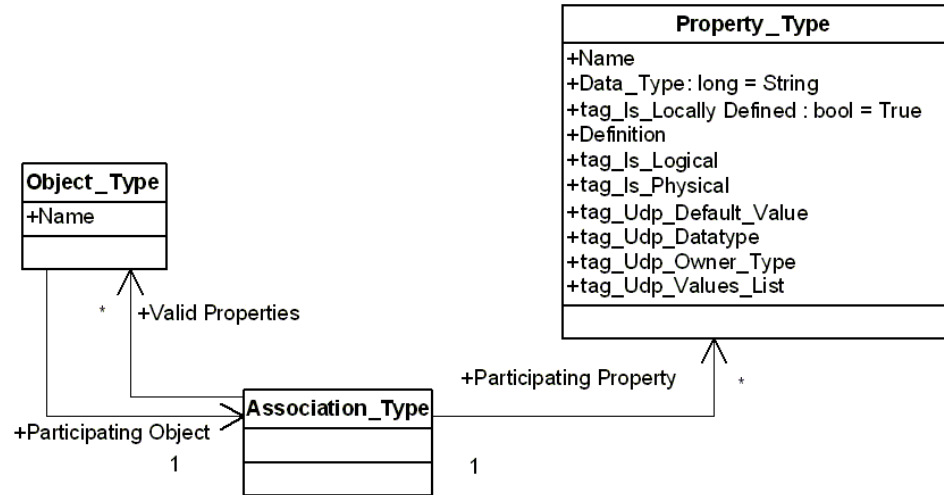 Property_Type
+Name
+Data_Type: long = String
+tag_Is_Locally Defined : bool = True
+Definition
+tag_Is_Logical
+tag_Is_Physical
+tag_Udp_Default_Value
+tag_Udp_Datatype
+tag_Udp_Owner_Type
+tag_Udp_Values_List
Object_Type
+Name
*
+Valid Properties
+Participating Property
*
Association_Type
+Participating Object
1
1